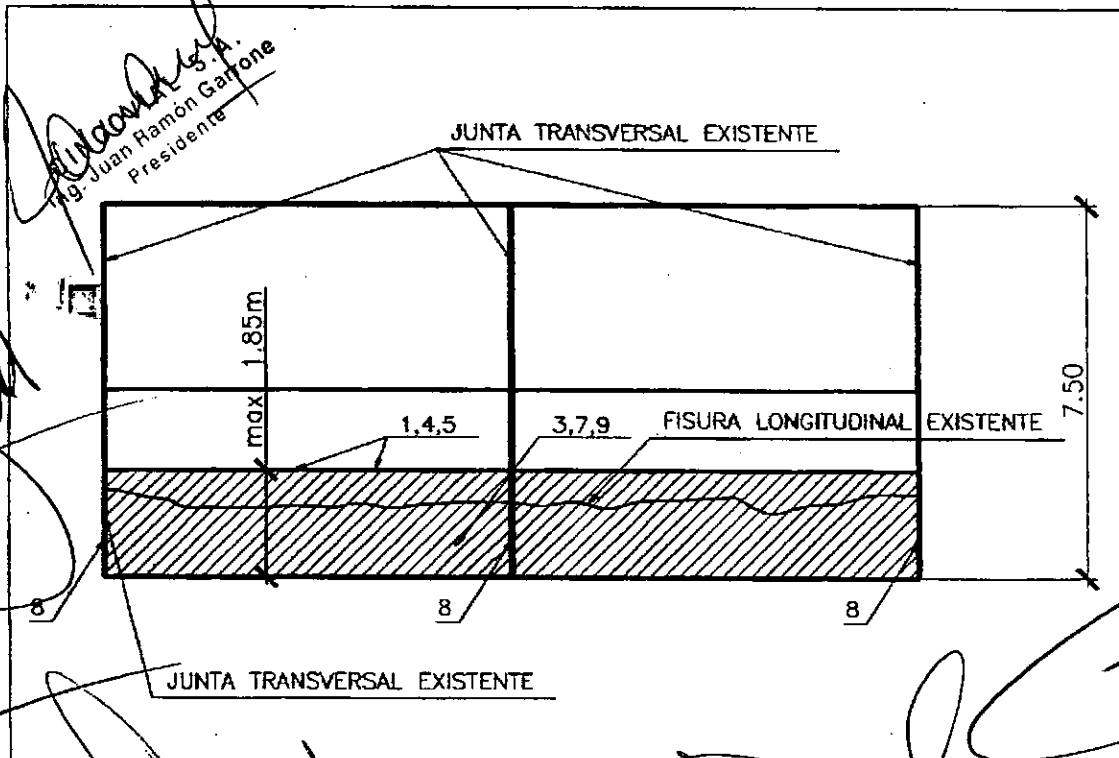 S.A.
Ing. Juan Ramón Garrone
Presidente
JUNTA TRANSVERSAL EXISTENTE
max 1.85m
7.50
1,4,5
3,7,9
FISURA LONGITUDINAL EXISTENTE
8
8
8
JUNTA TRANSVERSAL EXISTENTE